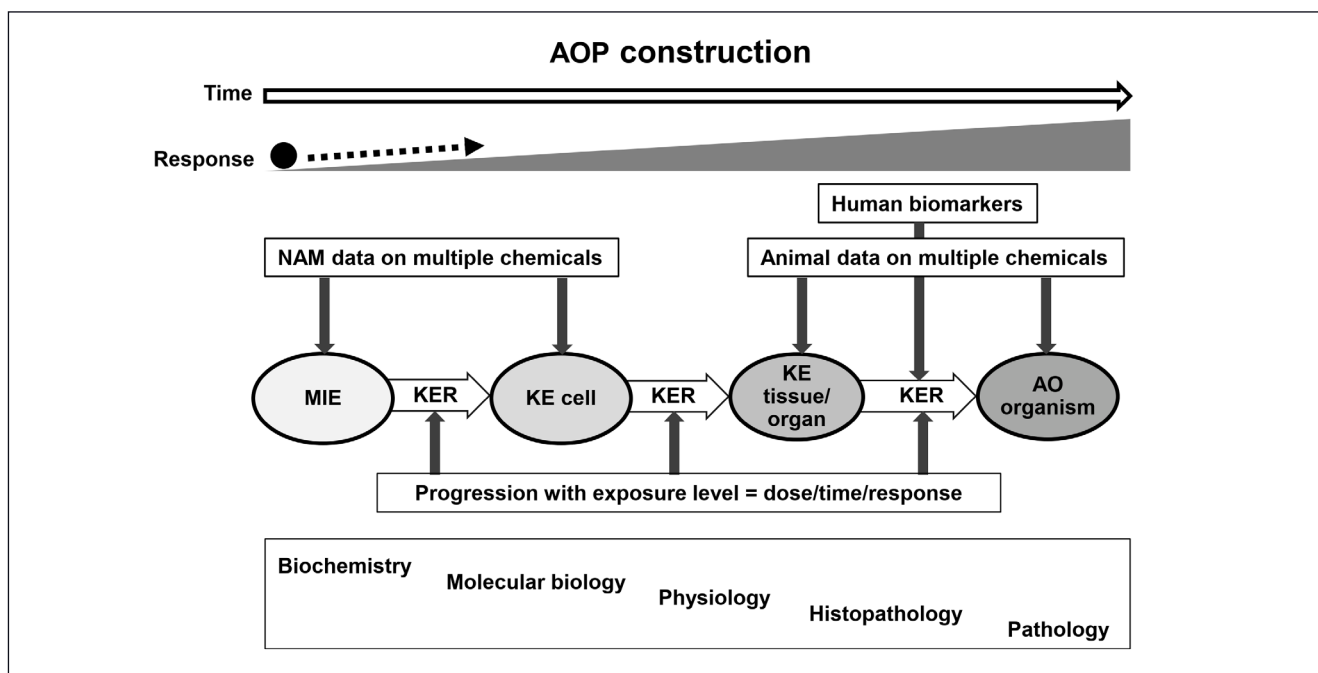 AOP construction
Time
Response
Human biomarkers
NAM data on multiple chemicals
Animal data on multiple chemicals
MIE
KER
KE cell
KER
KE
tissue/
organ
KER
AO
organism
Progression with exposure level = dose/time/response
Biochemistry
Molecular biology
Physiology
Histopathology
Pathology